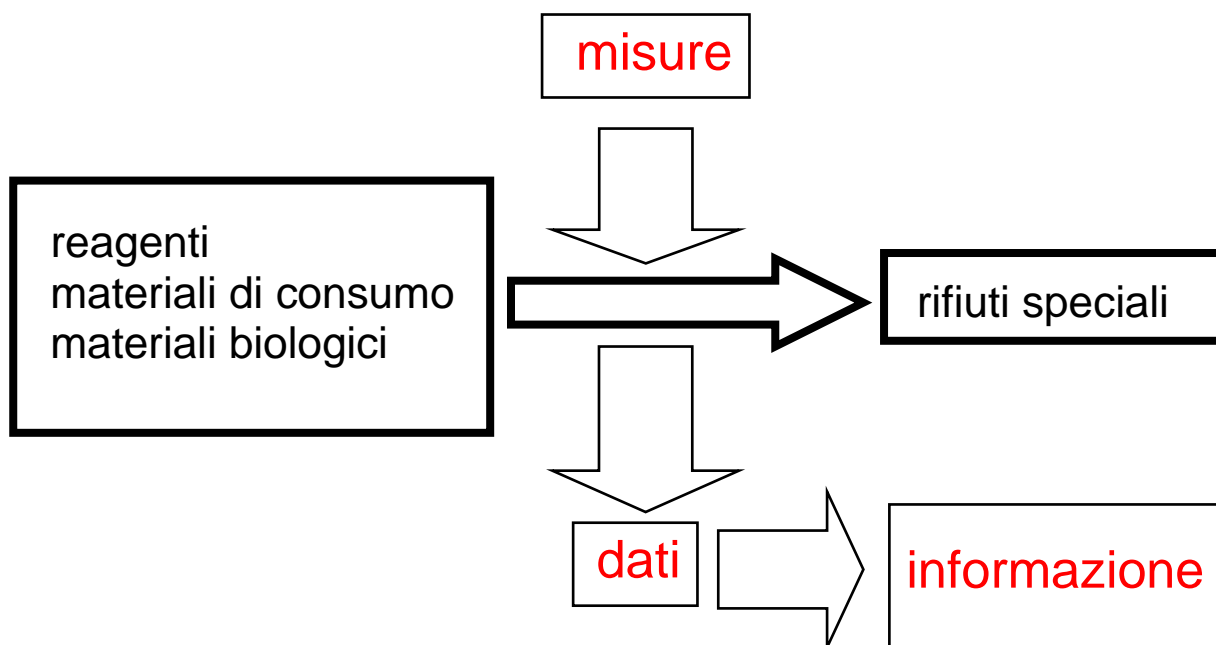 misure
reagenti
materiali di consumo
materiali biologici
rifiuti speciali
dati
informazione